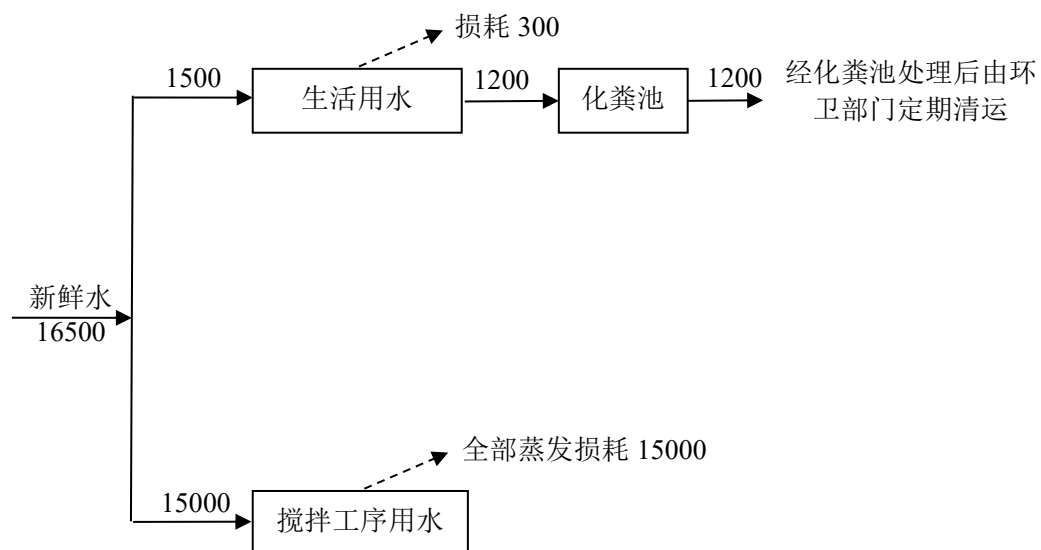 损耗 300
1500
生活用水
1200
化粪池
1200
经化粪池处理后由环
卫部门定期清运
新鲜水
16500
全部蒸发损耗 15000
15000
搅拌工序用水